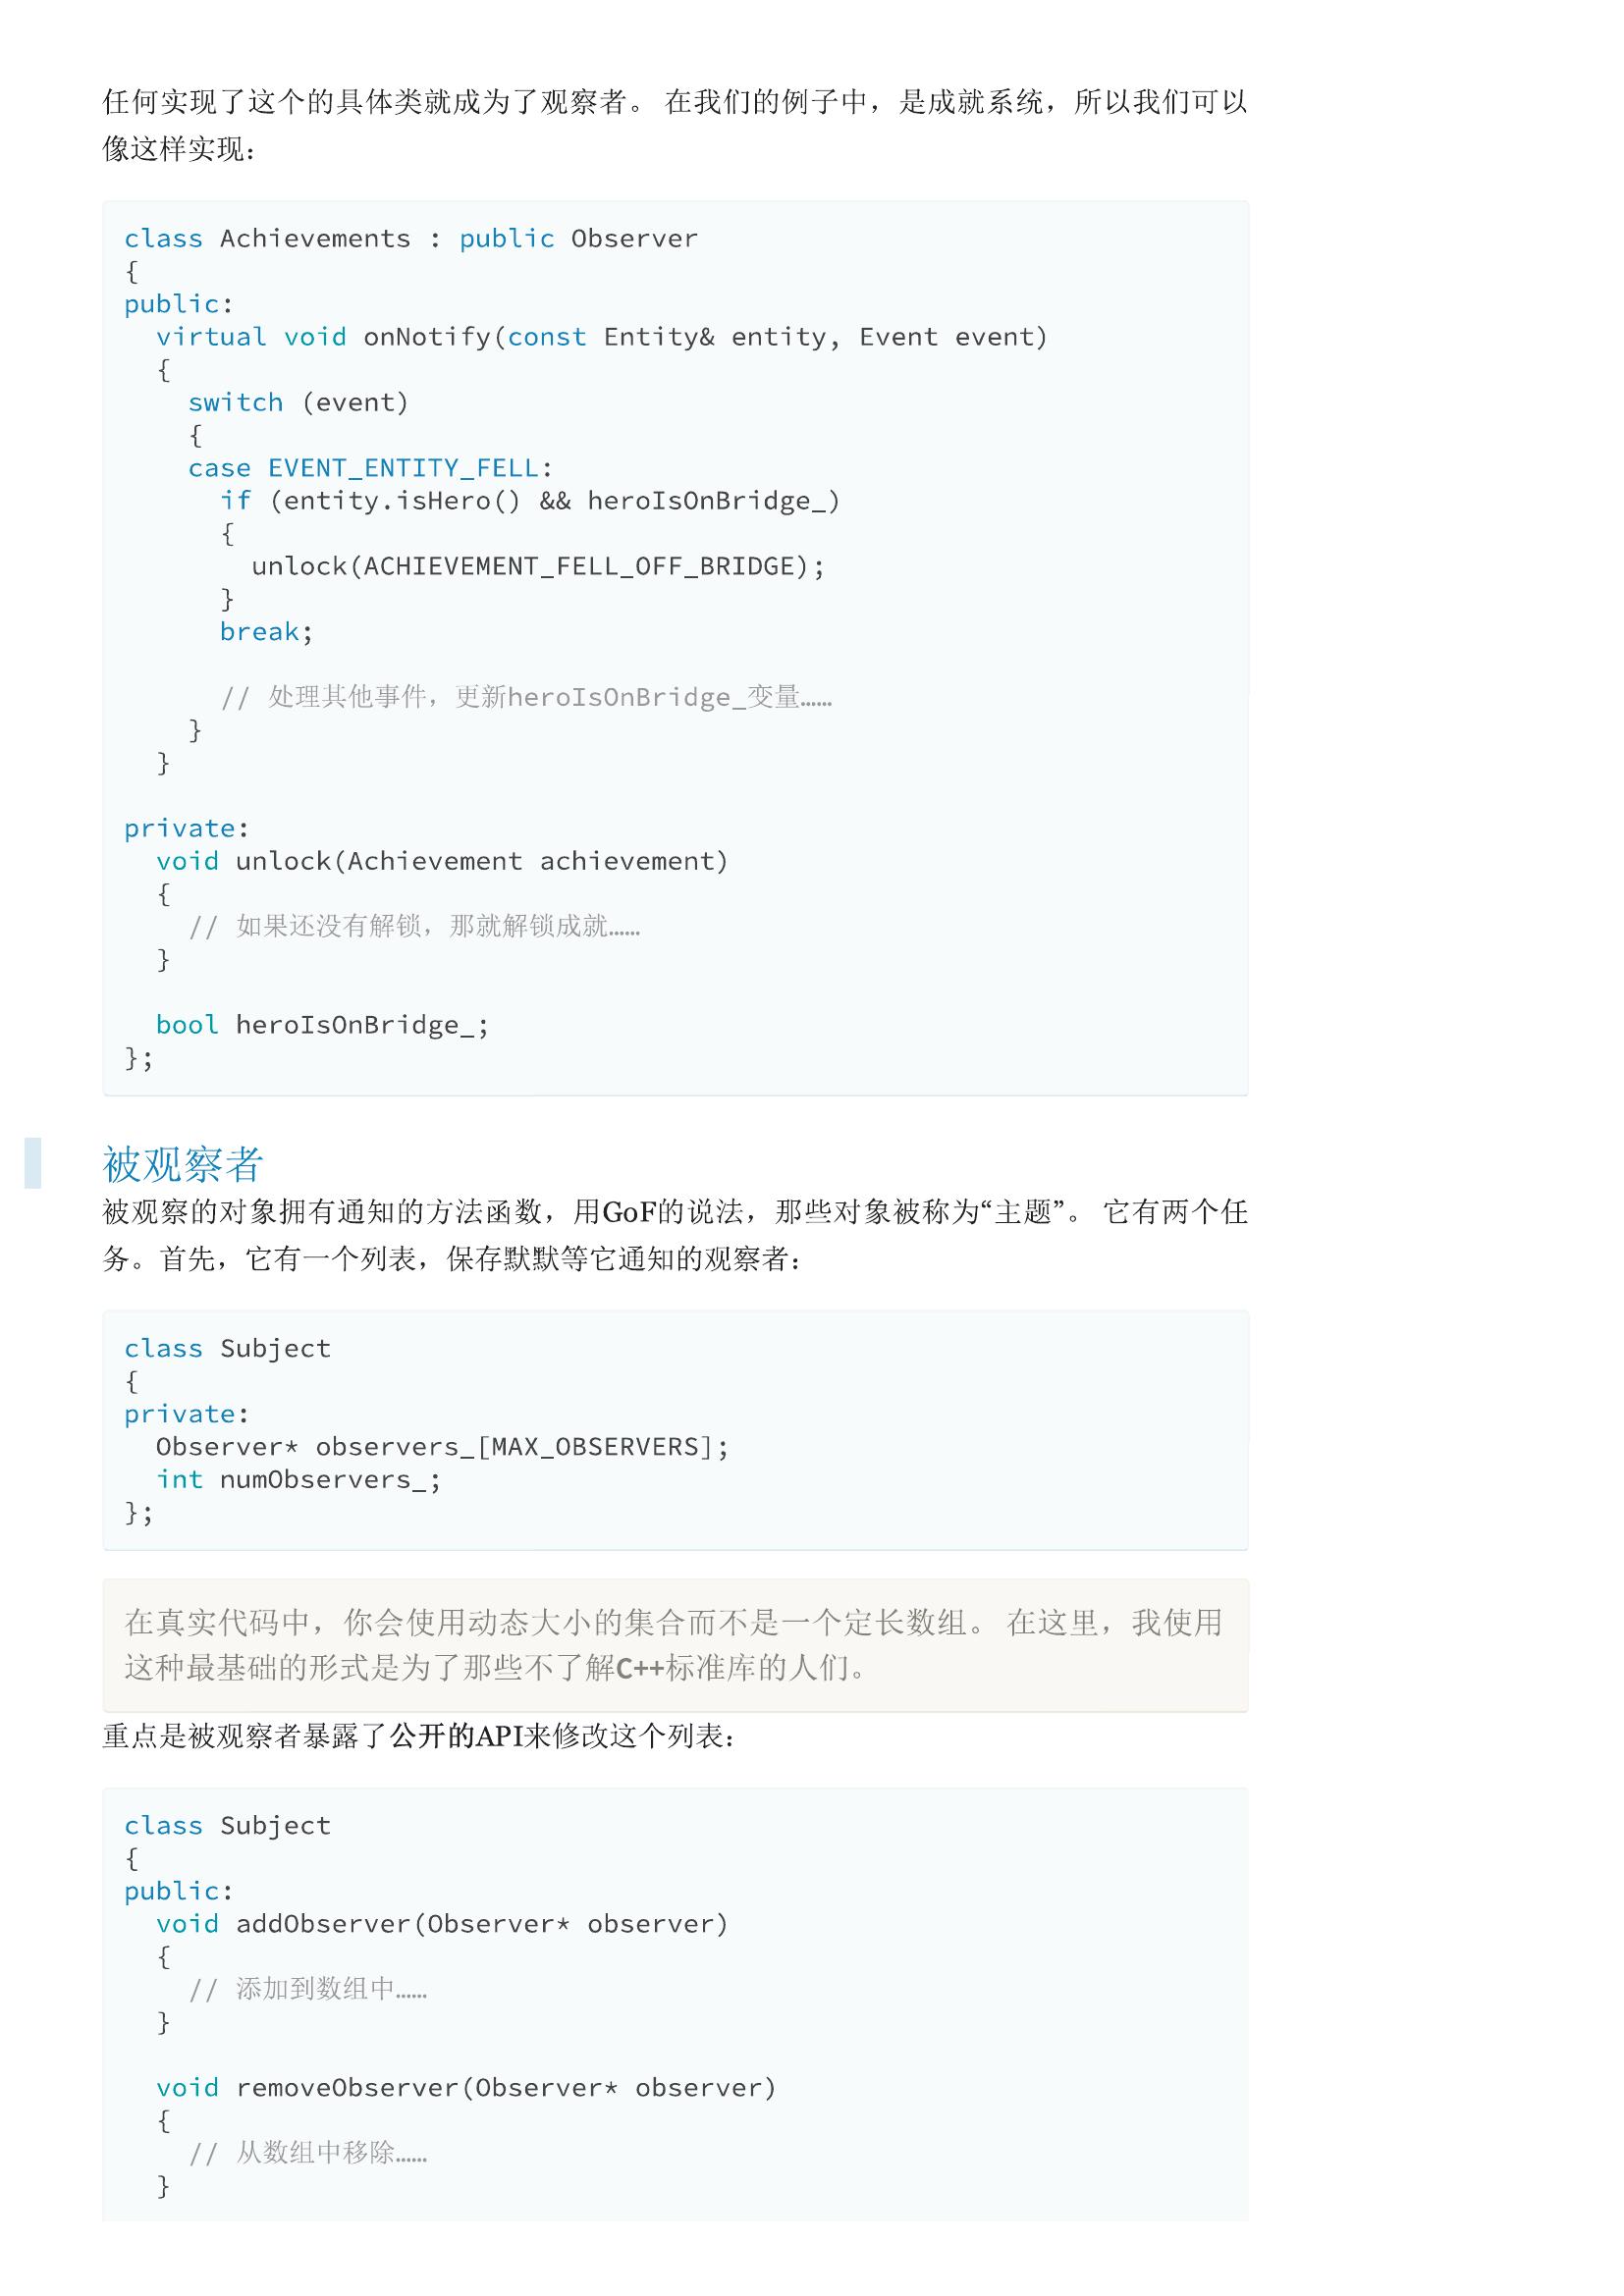 任何实现了这个的具体类就成为了观察者。 在我们的例子中，是成就系统，所以我们可以
像这样实现：
class Achievements : public Observer
{
public:
  virtual void onNotify(const Entity& entity, Event event)
  {
    switch (event)
    {
    case EVENT_ENTITY_FELL:
      if (entity.isHero() && heroIsOnBridge_)
      {
        unlock(ACHIEVEMENT_FELL_OFF_BRIDGE);
      }
      break;
      // 处理其他事件，更新heroIsOnBridge_变量……
    }
  }
private:
  void unlock(Achievement achievement)
  {
    // 如果还没有解锁，那就解锁成就……
  }
  bool heroIsOnBridge_;
};
被观察者
被观察的对象拥有通知的方法函数，用GoF的说法，那些对象被称为“主题”。 它有两个任
务。首先，它有一个列表，保存默默等它通知的观察者：
class Subject
{
private:
  Observer* observers_[MAX_OBSERVERS];
  int numObservers_;
};
在真实代码中，你会使用动态大小的集合而不是一个定长数组。 在这里，我使用
这种最基础的形式是为了那些不了解C++标准库的人们。
重点是被观察者暴露了公开的API来修改这个列表：
class Subject
{
public:
  void addObserver(Observer* observer)
  {
    // 添加到数组中……
  }
  void removeObserver(Observer* observer)
  {
    // 从数组中移除……
  }